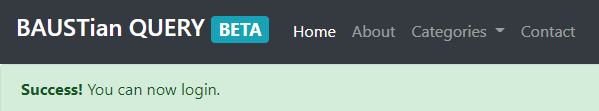 BAUSTian QUERY BETA Home About Categories Contact
Success! You can now login.